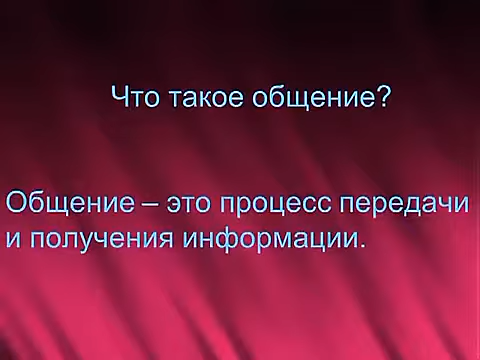 Что такое общение?
Общение – это процесс передачи
и получения информации.